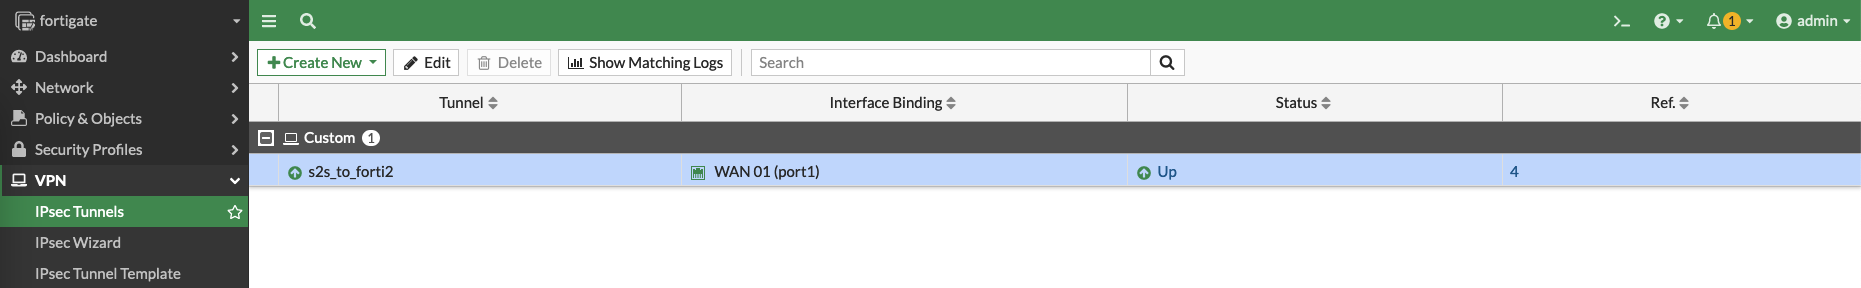 fortigate
1 admin
Dashboard
Network
Policy & Objects
Security Profiles
VPN
IPsec Tunnels
IPsec Wizard
IPsec Tunnel Template
Create New Edit Delete Show Matching Logs Search
Tunnel Interface Binding Status Ref.
Custom 1
s2s_to_forti2 WAN 01 (port1) Up 4